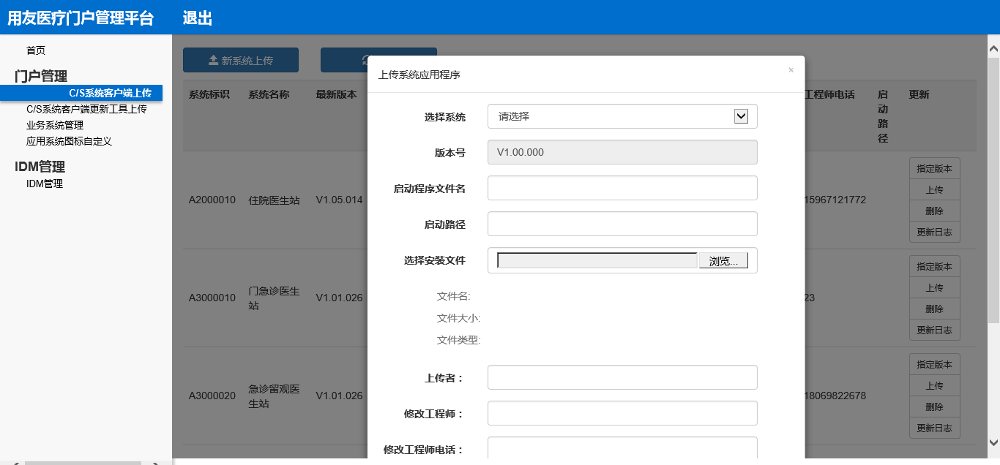 用友医疗门户管理平台 退出
首页
门户管理
C/S系统客户端上传
C/S系统客户端更新工具上传
业务系统管理
应用系统图标自定义
IDM管理
IDM管理
新系统上传
系统标识 系统名称 最新版本 工程师电话 启动路径 更新
A2000010 住院医生站 V1.05.014 15967121772
指定版本
上传
删除
更新日志
A3000010 门急诊医生站 V1.01.026 23
指定版本
上传
删除
更新日志
A3000020 急诊留观医生站 V1.01.026 18069822678
指定版本
上传
删除
更新日志
上传系统应用程序 ×
选择系统 请选择
版本号 V1.00.000
启动程序文件名
启动路径
选择安装文件 浏览...
文件名:
文件大小:
文件类型:
上传者：
修改工程师：
修改工程师电话：